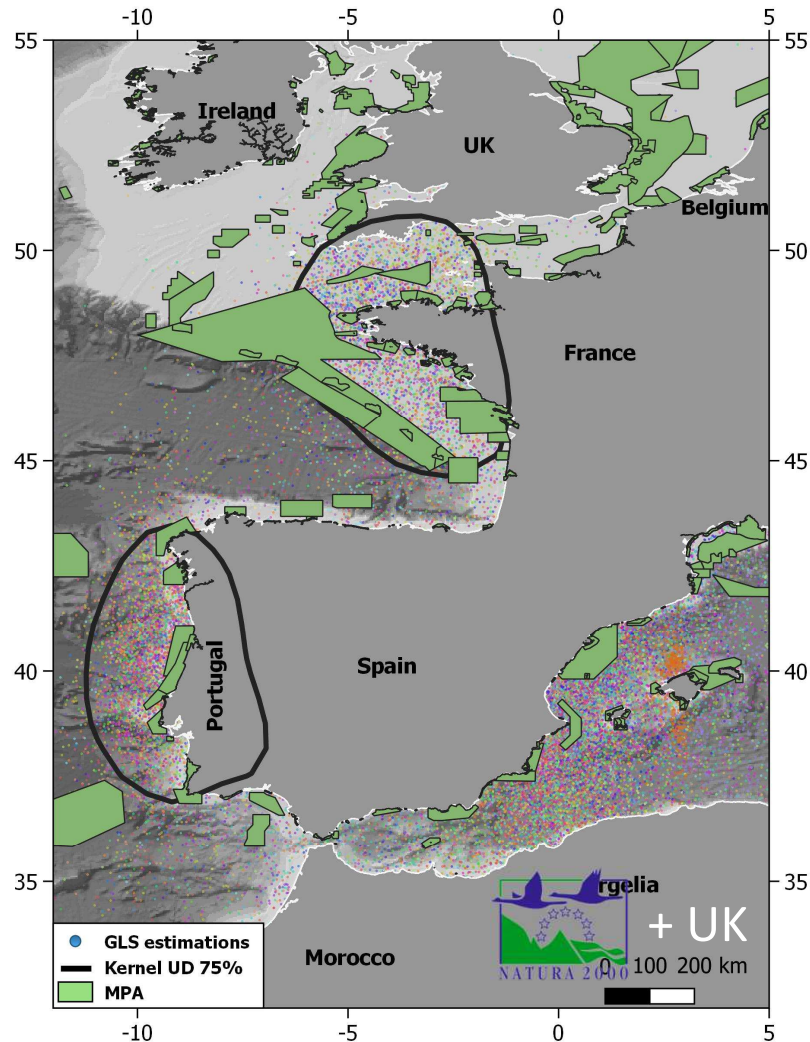 -10 -5 0 5
55 55
Ireland
UK
Belgium
50 50
France
45 45
40 40
Portugal
Spain
35 35
rgelia
+ UK
NATURA 2000
0 100 200 km
Morocco
GLS estimations
Kernel UD 75%
MPA
-10 -5 0 5